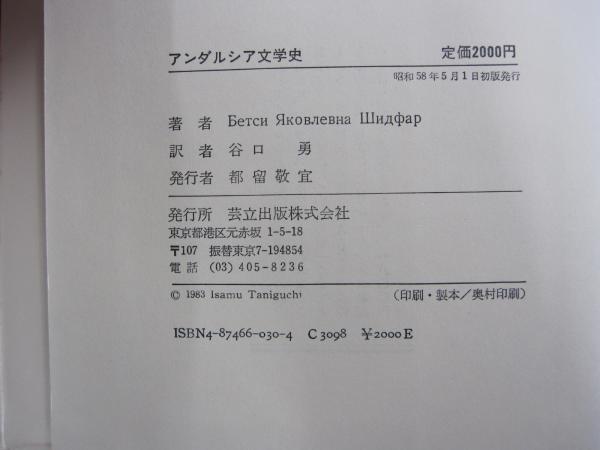 アンダルシア文学史　　定価2000円
昭和58年5月1日初版発行
著者　Бетси Яковлевна Шидфар
訳者　谷口　勇
発行者　都留敬宜
発行所　芸立出版株式会社
東京都港区元赤坂 1-5-18
〒107　振替東京7-194854
電話　(03) 405-8236
© 1983 Isamu Taniguchi　　(印刷・製本/奥村印刷)
ISBN4-87466-030-4　C 3098　￥2000 E